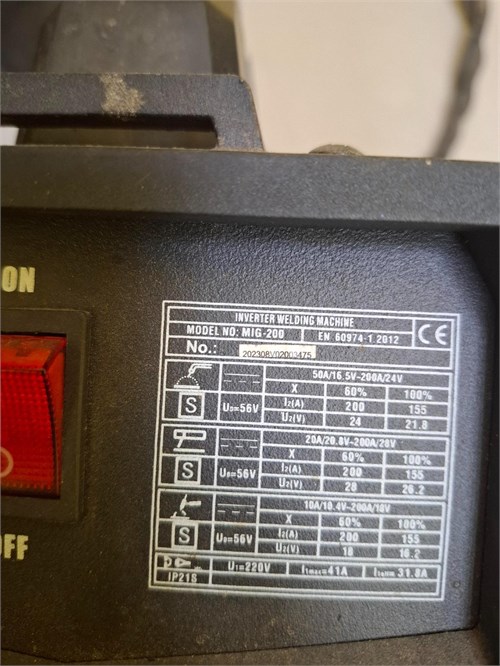 ON
OFF
INVERTER WELDING MACHINE
MODEL NO: MIG-200 EN 60974-1:2012 CE
No.:
50A/16.5V-200A/24V
X 60% 100%
S U₀=56V I₂(A) 200 155
U₂(V) 24 21.8
20A/20.8V-200A/28V
X 60% 100%
S U₀=56V I₂(A) 200 155
U₂(V) 28 26.2
10A/10.4V-200A/18V
X 60% 100%
S U₀=56V I₂(A) 200 155
U₂(V) 18 16.2
IP21S U₁=220V I₁max=41A I₁eff=31.8A